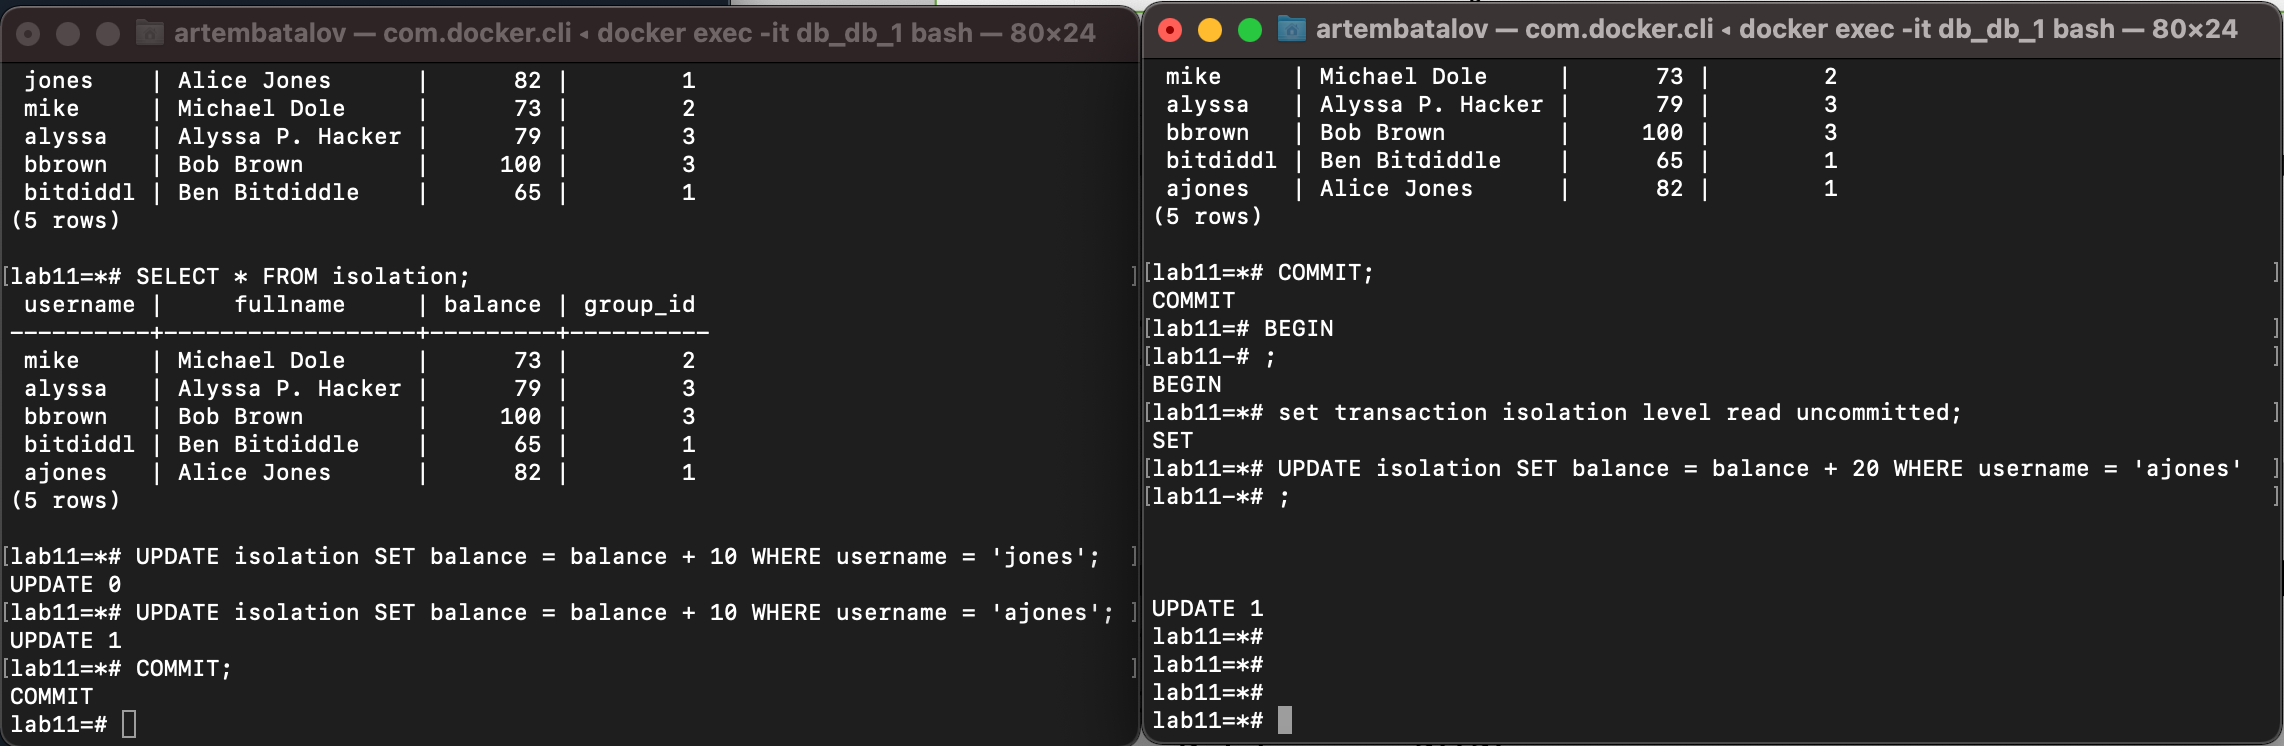 artembatalov — com.docker.cli ◂ docker exec -it db_db_1 bash — 80×24
 jones    | Alice Jones      |      82 |        1
 mike     | Michael Dole     |      73 |        2
 alyssa   | Alyssa P. Hacker |      79 |        3
 bbrown   | Bob Brown        |     100 |        3
 bitdiddl | Ben Bitdiddle    |      65 |        1
(5 rows)
[lab11=*# SELECT * FROM isolation; ]
 username |     fullname     | balance | group_id
----------+------------------+---------+----------
 mike     | Michael Dole     |      73 |        2
 alyssa   | Alyssa P. Hacker |      79 |        3
 bbrown   | Bob Brown        |     100 |        3
 bitdiddl | Ben Bitdiddle    |      65 |        1
 ajones   | Alice Jones      |      82 |        1
(5 rows)
[lab11=*# UPDATE isolation SET balance = balance + 10 WHERE username = 'jones'; ]
UPDATE 0
[lab11=*# UPDATE isolation SET balance = balance + 10 WHERE username = 'ajones'; ]
UPDATE 1
[lab11=*# COMMIT; ]
COMMIT
lab11=#
artembatalov — com.docker.cli ◂ docker exec -it db_db_1 bash — 80×24
 mike     | Michael Dole     |      73 |        2
 alyssa   | Alyssa P. Hacker |      79 |        3
 bbrown   | Bob Brown        |     100 |        3
 bitdiddl | Ben Bitdiddle    |      65 |        1
 ajones   | Alice Jones      |      82 |        1
(5 rows)
[lab11=*# COMMIT; ]
COMMIT
[lab11=# BEGIN ]
[lab11-# ; ]
BEGIN
[lab11=*# set transaction isolation level read uncommitted; ]
SET
[lab11=*# UPDATE isolation SET balance = balance + 20 WHERE username = 'ajones' ]
[lab11-*# ; ]
UPDATE 1
lab11=*#
lab11=*#
lab11=*#
lab11=*#